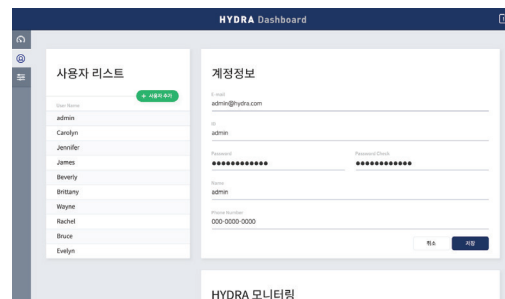 HYDRA Dashboard
사용자 리스트
+ 사용자 추가
User Name
admin
Carolyn
Jennifer
James
Beverly
Brittany
Wayne
Rachel
Bruce
Evelyn
계정정보
E-mail
admin@hydra.com
ID
admin
Password
Password Check
Name
admin
Phone Number
000-0000-0000
취소
저장
HYDRA 모니터링